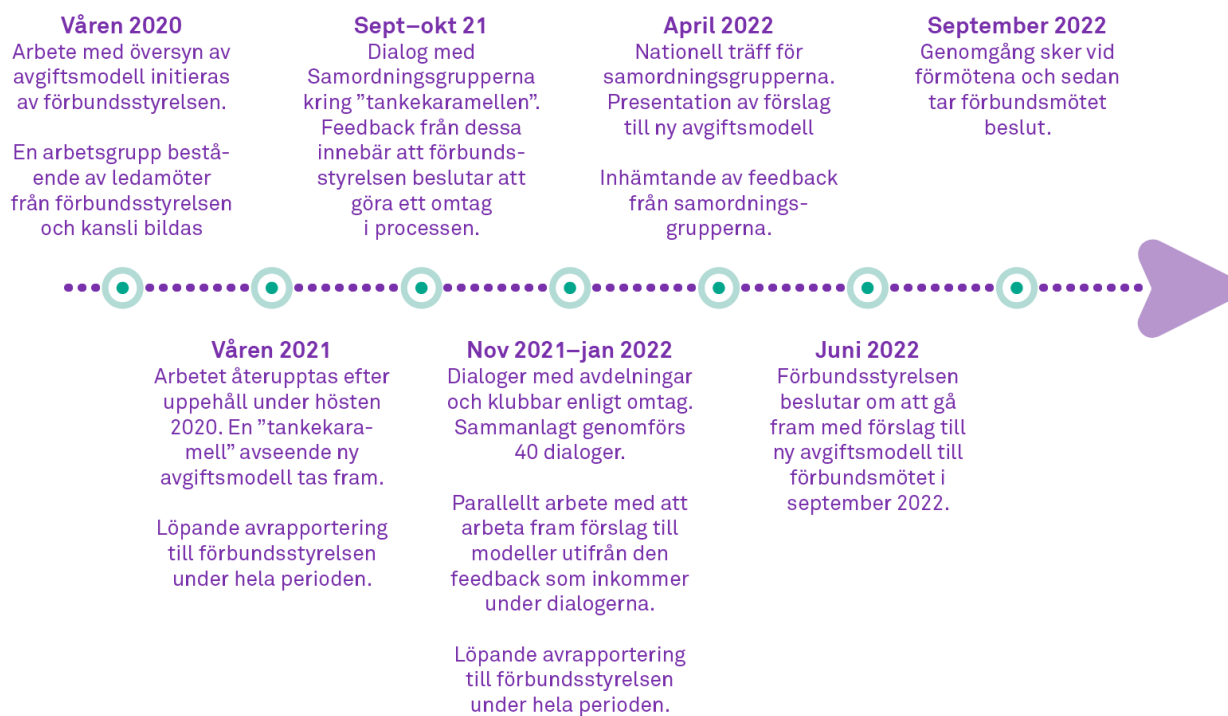 Våren 2020
Arbete med översyn av
avgiftsmodell initieras
av förbundsstyrelsen.
En arbetsgrupp bestå-
ende av ledamöter
från förbundsstyrelsen
och kansli bildas
Sept–okt 21
Dialog med
Samordningsgrupperna
kring ”tankekaramellen”.
Feedback från dessa
innebär att förbunds-
styrelsen beslutar att
göra ett omtag
i processen.
April 2022
Nationell träff för
samordningsgrupperna.
Presentation av förslag
till ny avgiftsmodell
Inhämtande av feedback
från samordnings-
grupperna.
September 2022
Genomgång sker vid
förmötena och sedan
tar förbundsmötet
beslut.
Våren 2021
Arbetet återupptas efter
uppehåll under hösten
2020. En ”tankekara-
mell” avseende ny
avgiftsmodell tas fram.
Löpande avrapportering
till förbundsstyrelsen
under hela perioden.
Nov 2021–jan 2022
Dialoger med avdelningar
och klubbar enligt omtag.
Sammanlagt genomförs
40 dialoger.
Parallellt arbete med att
arbeta fram förslag till
modeller utifrån den
feedback som inkommer
under dialogerna.
Löpande avrapportering
till förbundsstyrelsen
under hela perioden.
Juni 2022
Förbundsstyrelsen
beslutar om att gå
fram med förslag till
ny avgiftsmodell till
förbundsmötet i
september 2022.